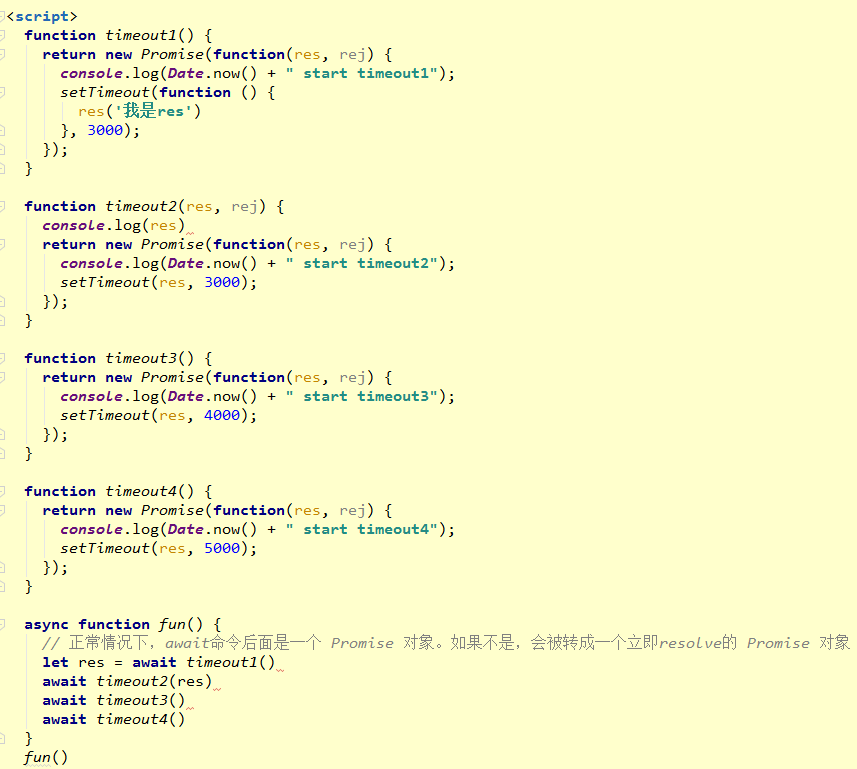 <script>
function timeout1() {
return new Promise(function(res, rej) {
console.log(Date.now() + " start timeout1");
setTimeout(function () {
res('我是res')
}, 3000);
});
}
function timeout2(res, rej) {
console.log(res)
return new Promise(function(res, rej) {
console.log(Date.now() + " start timeout2");
setTimeout(res, 3000);
});
}
function timeout3() {
return new Promise(function(res, rej) {
console.log(Date.now() + " start timeout3");
setTimeout(res, 4000);
});
}
function timeout4() {
return new Promise(function(res, rej) {
console.log(Date.now() + " start timeout4");
setTimeout(res, 5000);
});
}
async function fun() {
// 正常情况下，await命令后面是一个 Promise 对象。如果不是，会被转成一个立即resolve的 Promise 对象
let res = await timeout1()
await timeout2(res)
await timeout3()
await timeout4()
}
fun()